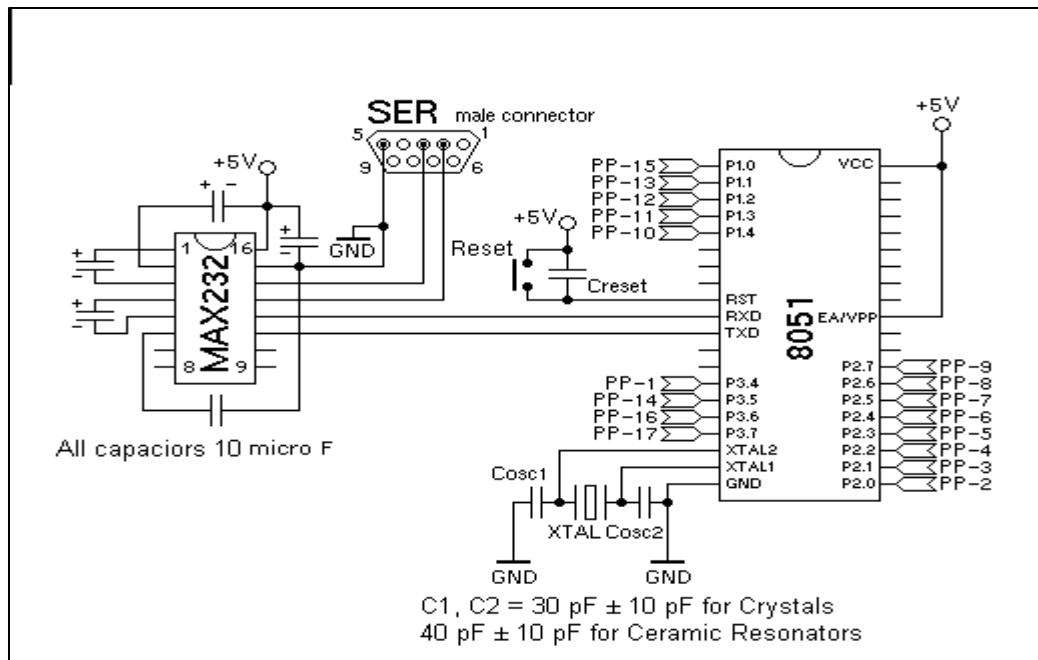 SER male connector
5 1
9 6
+5V
+ −
+
−
1 16
+
−
+
−
MAX232
8 9
All capaciors 10 micro F
GND
+5V
Reset
Creset
+5V
PP-15 P1.0 VCC
PP-13 P1.1
PP-12 P1.2
PP-11 P1.3
PP-10 P1.4
RST
RXD EA/VPP
TXD
8051
P2.7 PP-9
PP-1 P3.4 P2.6 PP-8
PP-14 P3.5 P2.5 PP-7
PP-16 P3.6 P2.4 PP-6
PP-17 P3.7 P2.3 PP-5
XTAL2 P2.2 PP-4
XTAL1 P2.1 PP-3
GND P2.0 PP-2
Cosc1
XTAL Cosc2
GND GND
C1, C2 = 30 pF ± 10 pF for Crystals
40 pF ± 10 pF for Ceramic Resonators